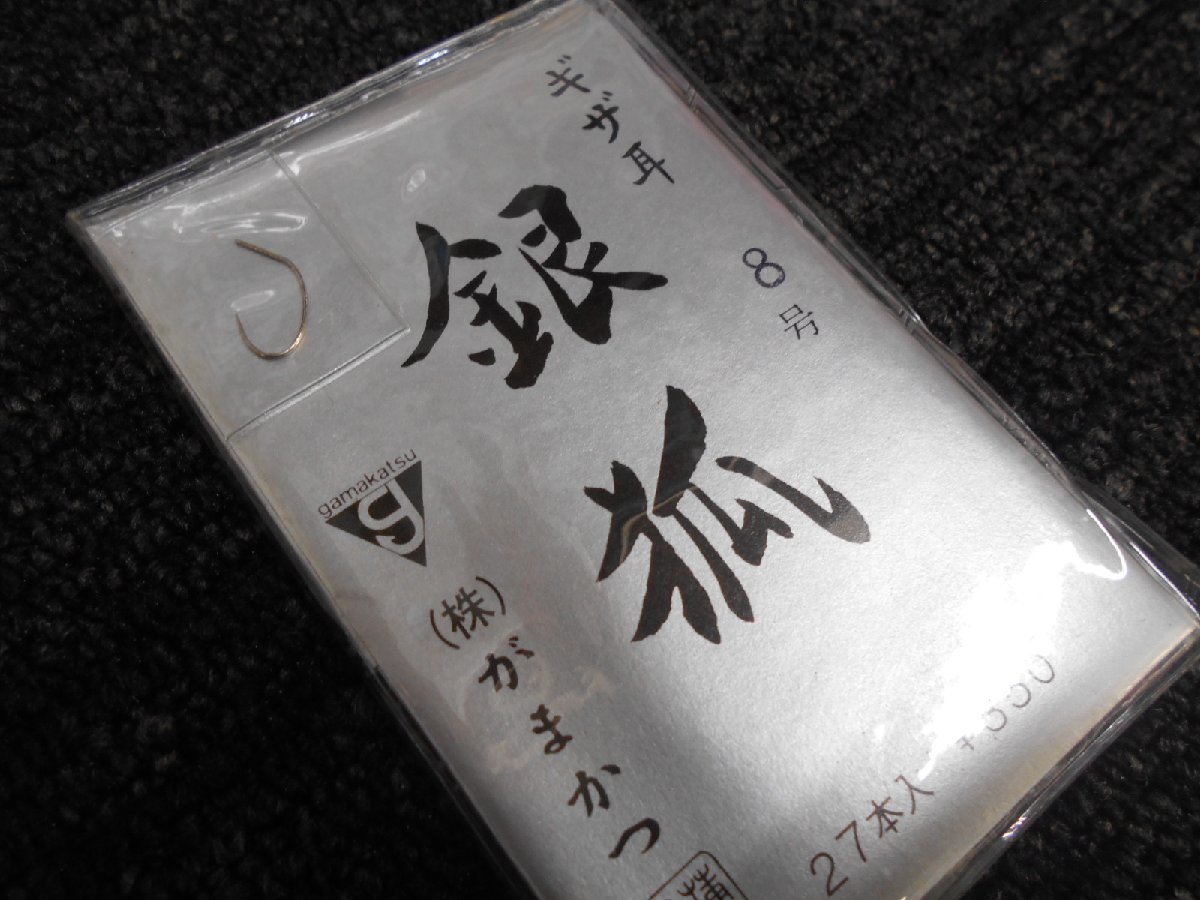 ギザ耳
銀狐
8号
gamakatsu
g
(株)がまかつ
27本入